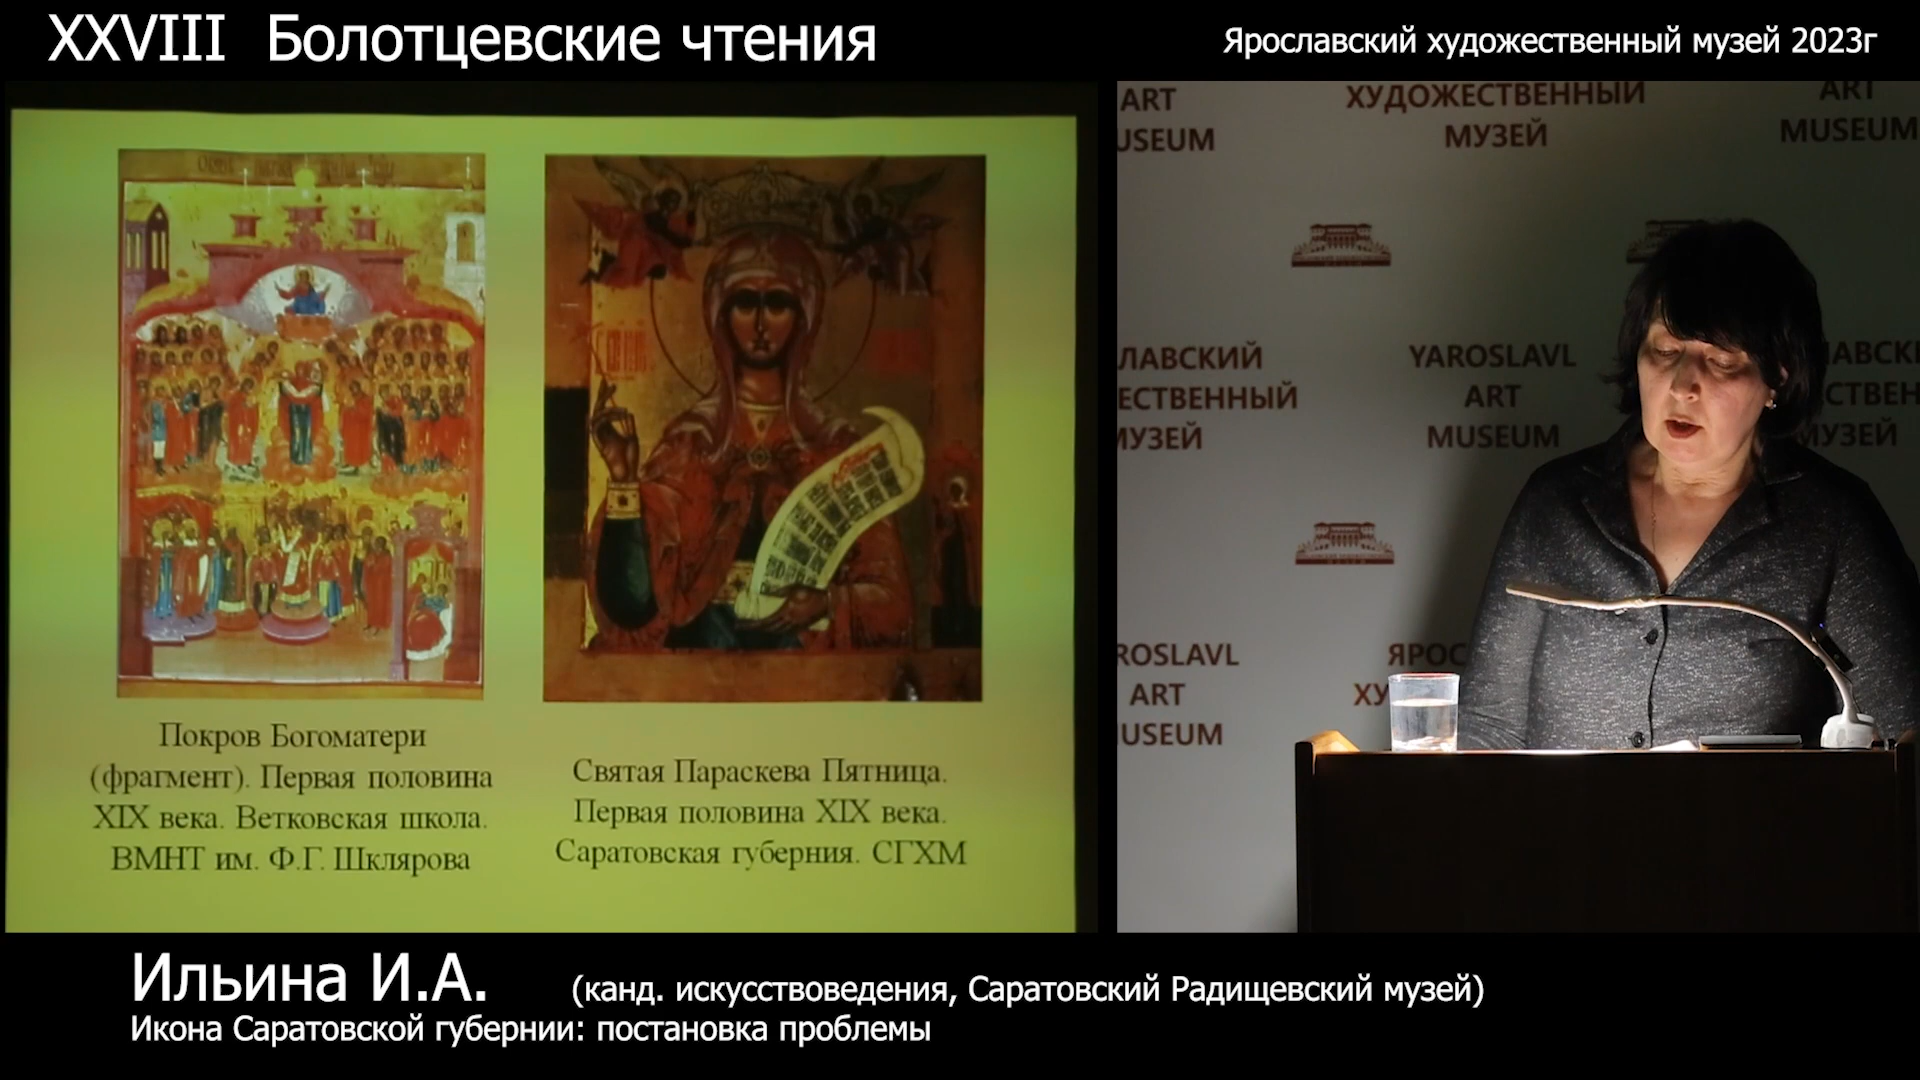 XXVIII Болотцевские чтения
Ярославский художественный музей 2023г
Покров Богоматери
(фрагмент). Первая половина
XIX века. Ветковская школа.
ВМНТ им. Ф.Г. Шклярова
Святая Параскева Пятница.
Первая половина XIX века.
Саратовская губерния. СГХМ
ART
USEUM
ХУДОЖЕСТВЕННЫЙ
МУЗЕЙ
ART
MUSEUM
ЛАВСКИЙ
ЕСТВЕННЫЙ
МУЗЕЙ
YAROSLAVL
ART
MUSEUM
ЛАВСКИ
СТВЕНН
МУЗЕЙ
ROSLAVL
ART
USEUM
ЯРОС
ХУ
Ильина И.А. (канд. искусствоведения, Саратовский Радищевский музей)
Икона Саратовской губернии: постановка проблемы